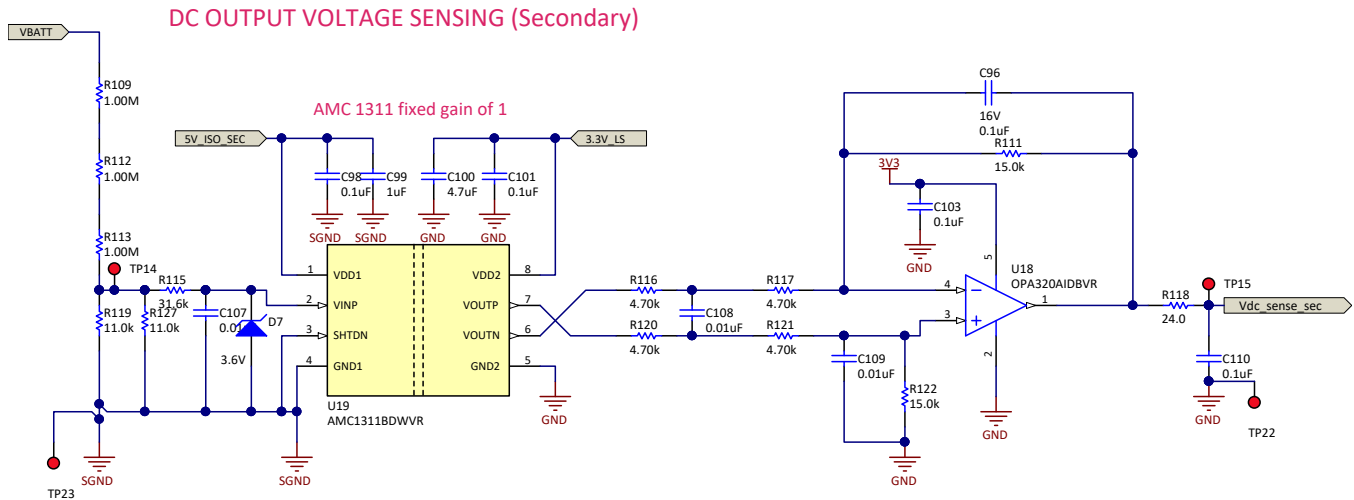 DC OUTPUT VOLTAGE SENSING (Secondary)
VBATT
R109
1.00M
R112
1.00M
R113
1.00M
TP14
R115
31.6k
R119
11.0k
R127
11.0k
C107
D7
3.6V
TP23
SGND
SGND
AMC 1311 fixed gain of 1
5V_ISO_SEC
3.3V_LS
C98
0.1uF
C99
1uF
C100
4.7uF
C101
0.1uF
SGND
SGND
GND
GND
1
VDD1
2
VINP
3
SHTDN
4
GND1
VDD2
8
VOUTP
7
VOUTN
6
GND2
5
U19
AMC1311BDWVR
GND
R116
4.70k
R117
4.70k
C108
0.01uF
R120
4.70k
R121
4.70k
C109
0.01uF
R122
15.0k
GND
C96
16V
0.1uF
R111
15.0k
3V3
C103
0.1uF
GND
5
U18
OPA320AIDBVR
4
3
1
2
GND
R118
24.0
TP15
Vdc_sense_sec
C110
0.1uF
GND
TP22